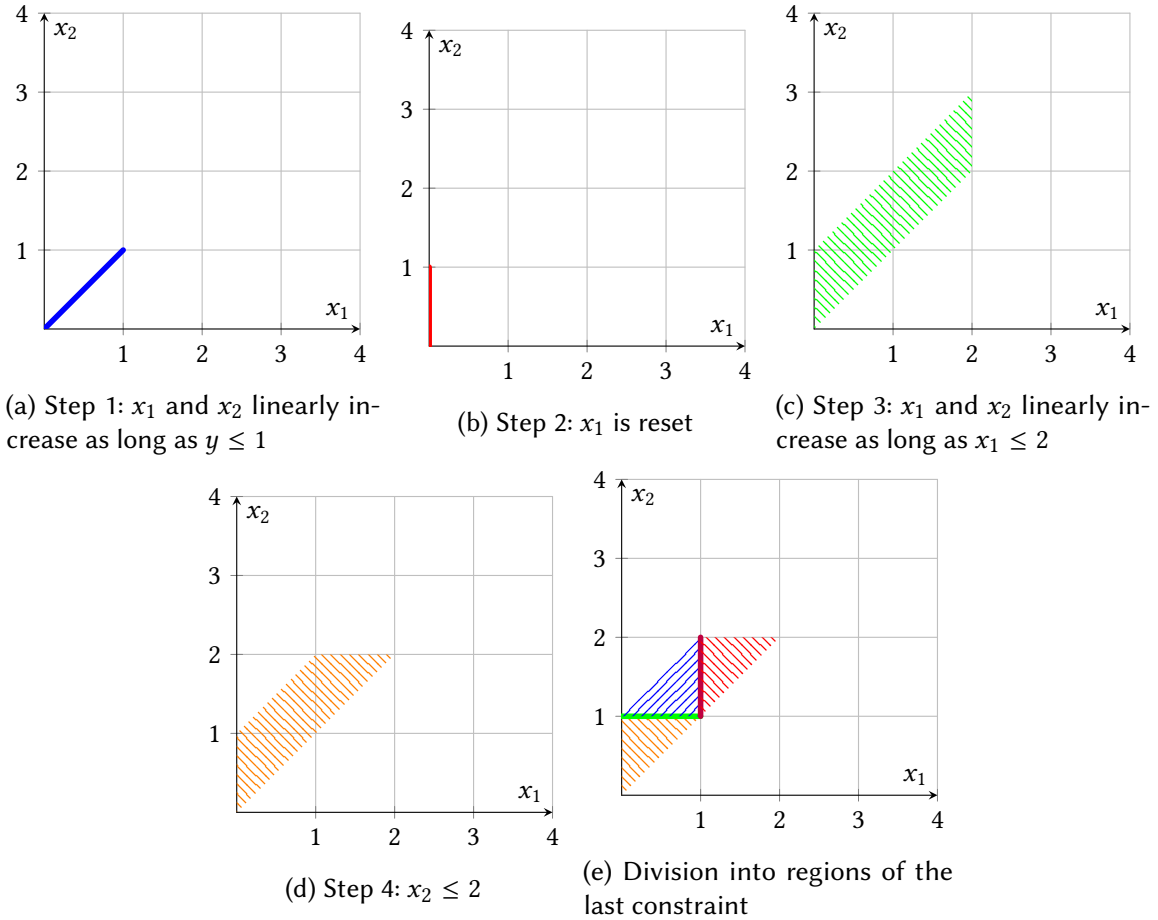 4
x₂
3
2
1
x₁
1
2
3
4
(a) Step 1: x₁ and x₂ linearly in-
crease as long as y ≤ 1
4
x₂
3
2
1
x₁
1
2
3
4
(b) Step 2: x₁ is reset
4
x₂
3
2
1
x₁
1
2
3
4
(c) Step 3: x₁ and x₂ linearly in-
crease as long as x₁ ≤ 2
4
x₂
3
2
1
x₁
1
2
3
4
(d) Step 4: x₂ ≤ 2
4
x₂
3
2
1
x₁
1
2
3
4
(e) Division into regions of the
last constraint